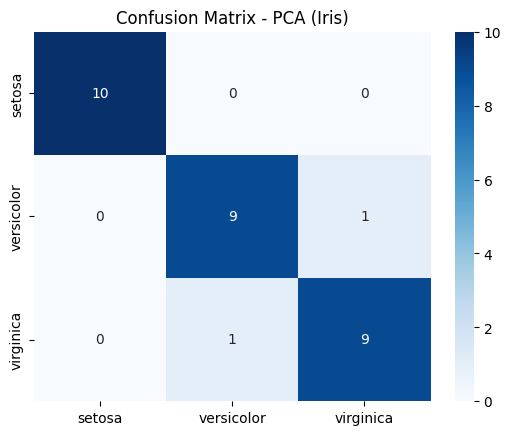 Confusion Matrix - PCA (Iris)
setosa 10 0 0
versicolor 0 9 1
virginica 0 1 9
setosa versicolor virginica
10
8
6
4
2
0